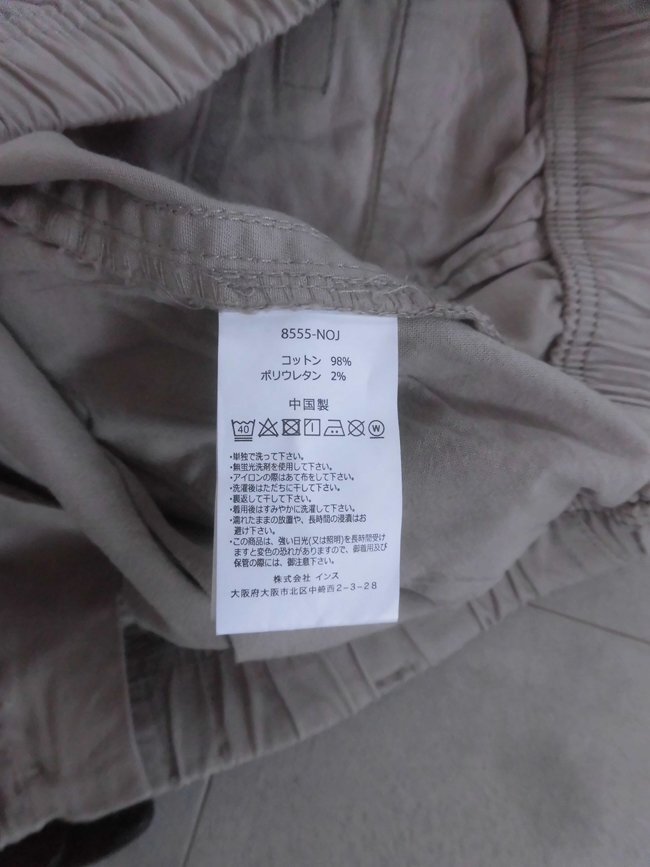 8555-NOJ
コットン 98%
ポリウレタン 2%
中国製
40 W
・単独で洗って下さい。
・無蛍光洗剤を使用して下さい。
・アイロンの際はあて布をして下さい。
・洗濯後はただちに干して下さい。
・裏返して干して下さい。
・着用後はすみやかに洗濯して下さい。
・濡れたままの放置や、長時間の浸漬はお
避け下さい。
・この商品は、強い日光(又は照明)を長時間受け
ますと変色の恐れがありますので、御着用及び
保管の際には、御注意下さい。
株式会社 インス
大阪府大阪市北区中崎西2-3-28